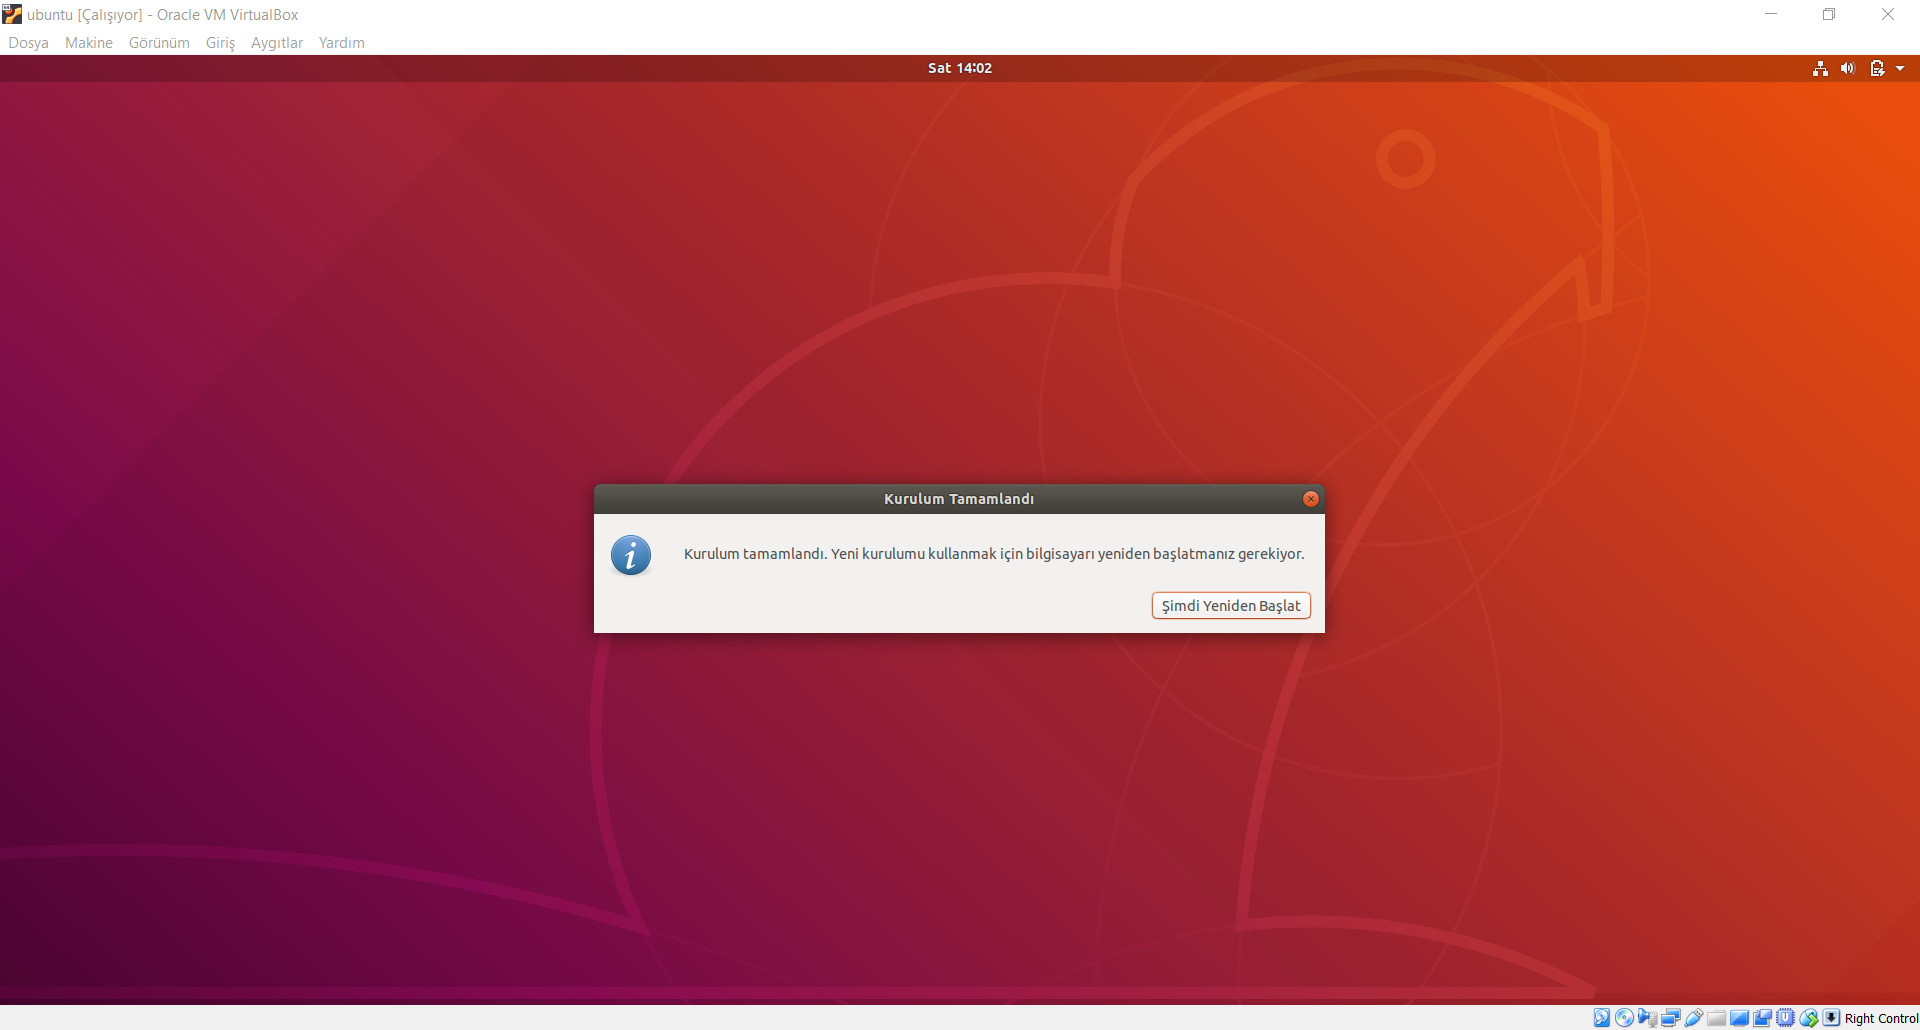 ubuntu [Çalışıyor] - Oracle VM VirtualBox
Dosya Makine Görünüm Giriş Aygıtlar Yardım
Sat 14:02
Kurulum Tamamlandı
Kurulum tamamlandı. Yeni kurulumu kullanmak için bilgisayarı yeniden başlatmanız gerekiyor.
Şimdi Yeniden Başlat
Right Control